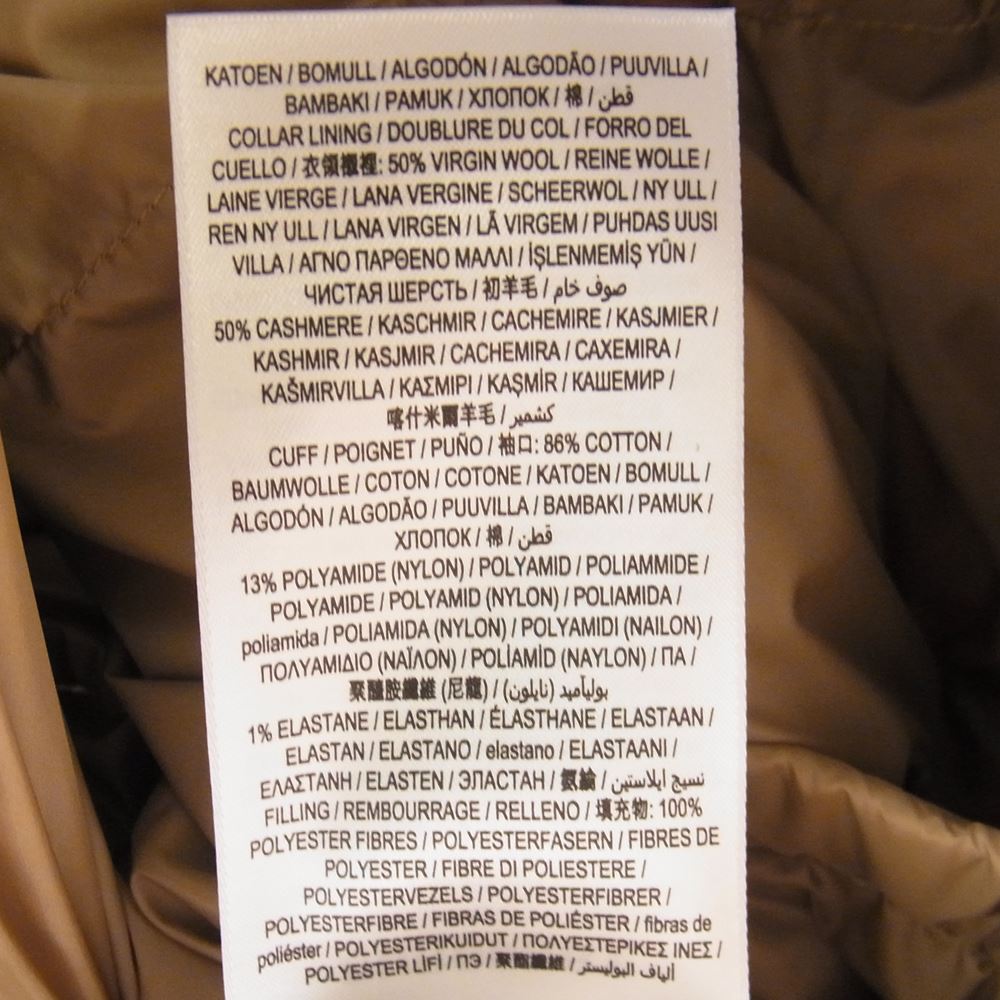 KATOEN / BOMULL / ALGODÓN / ALGODÃO / PUUVILLA /
BAMBAKI / PAMUK / ХЛОПОК / 棉 / قطن
COLLAR LINING / DOUBLURE DU COL / FORRO DEL
CUELLO / 衣領襯裡: 50% VIRGIN WOOL / REINE WOLLE /
LAINE VIERGE / LANA VERGINE / SCHEERWOL / NY ULL /
REN NY ULL / LANA VIRGEN / LÃ VIRGEM / PUHDAS UUSI
VILLA / ΑΓΝΟ ΠΑΡΘΕΝΟ ΜΑΛΛΙ / İŞLENMEMİŞ YÜN /
ЧИСТАЯ ШЕРСТЬ / 初羊毛 / صوف خام
50% CASHMERE / KASCHMIR / CACHEMIRE / KASJMIER /
KASHMIR / KASJMIR / CACHEMIRA / CAXEMIRA /
KAŠMIRVILLA / ΚΑΣΜΙΡΙ / KAŞMİR / КАШЕМИР /
喀什米爾羊毛 / كشمير
CUFF / POIGNET / PUÑO / 袖口: 86% COTTON /
BAUMWOLLE / COTON / COTONE / KATOEN / BOMULL /
ALGODÓN / ALGODÃO / PUUVILLA / BAMBAKI / PAMUK /
ХЛОПОК / 棉 / قطن
13% POLYAMIDE (NYLON) / POLYAMID / POLIAMMIDE /
POLYAMIDE / POLYAMID (NYLON) / POLIAMIDA /
poliamida / POLIAMIDA (NYLON) / POLYAMIDI (NAILON) /
ΠΟΛΥΑΜΙΔΙΟ (ΝΑΪΛΟΝ) / POLİAMİD (NAYLON) / ПА /
聚醯胺纖維 (尼龍) / بوليآميد (نايلون)
1% ELASTANE / ELASTHAN / ÉLASTHANE / ELASTAAN /
ELASTAN / ELASTANO / elastano / ELASTAANI /
ΕΛΑΣΤΑΝΗ / ELASTEN / ЭЛАСТАН / 氨綸 / نسيج ايلاستين
FILLING / REMBOURRAGE / RELLENO / 填充物: 100%
POLYESTER FIBRES / POLYESTERFASERN / FIBRES DE
POLYESTER / FIBRE DI POLIESTERE /
POLYESTERVEZELS / POLYESTERFIBRER /
POLYESTERFIBRE / FIBRAS DE POLIÉSTER / fibras de
poliéster / POLYESTERIKUIDUT / ΠΟΛΥΕΣΤΕΡΙΚΕΣ ΙΝΕΣ /
POLYESTER LİFİ / ПЭ / 聚酯纖維 / ألياف البوليستر